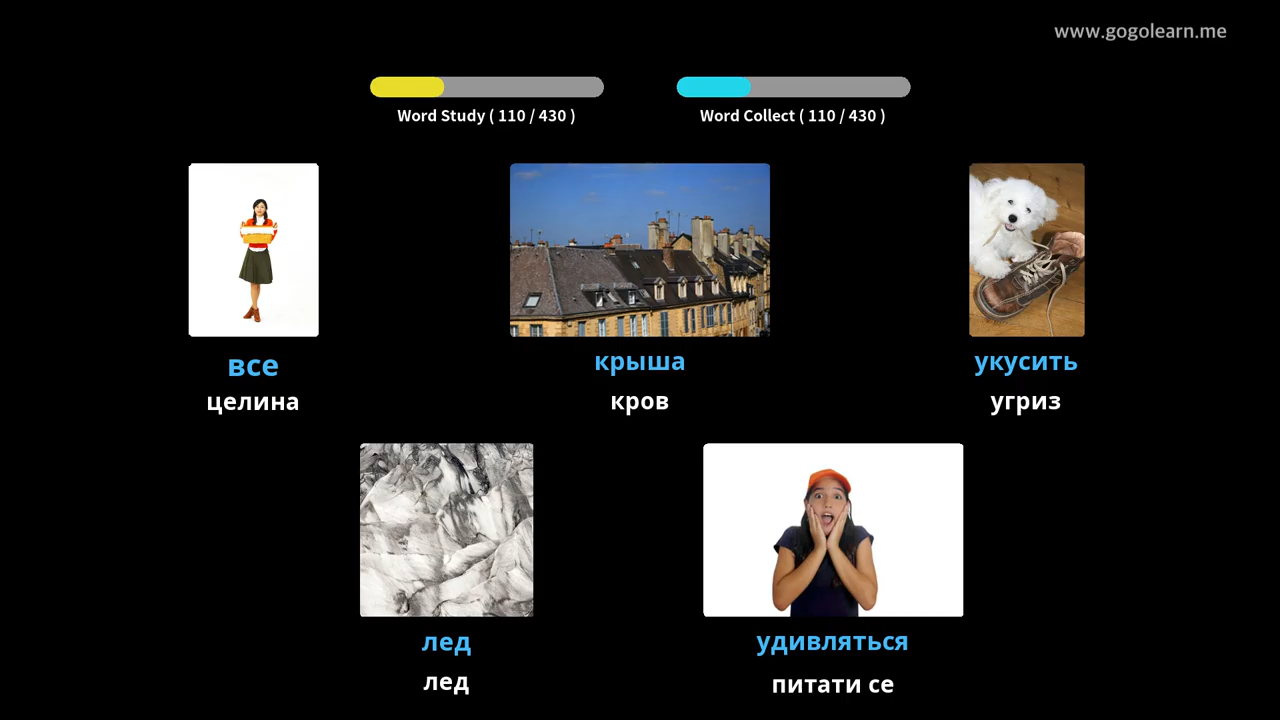 www.gogolearn.me
Word Study ( 110 / 430 )
Word Collect ( 110 / 430 )
все
целина
крыша
кров
укусить
угриз
лед
лед
удивляться
питати се